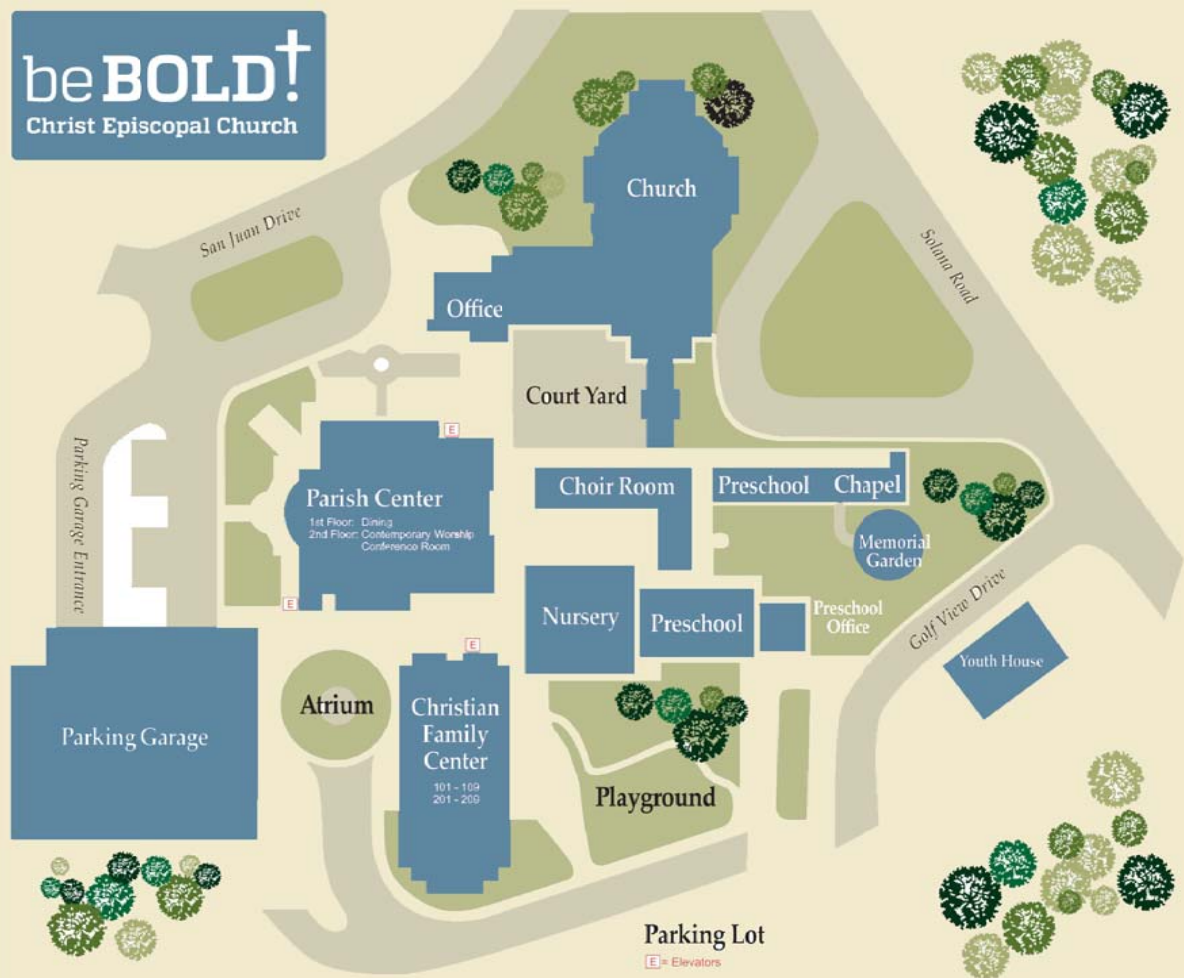 be BOLD!
Christ Episcopal Church
Church
San Juan Drive
Solana Road
Office
Court Yard
E
Parking Garage Entrance
Parish Center
1st Floor: Dining
2nd Floor: Contemporary Worship
Conference Room
Choir Room
Preschool Chapel
Memorial
Garden
E
Nursery
Preschool
Preschool
Office
Golf View Drive
Youth House
E
Atrium
Parking Garage
Christian
Family
Center
101 - 109
201 - 209
Playground
Parking Lot
E = Elevators